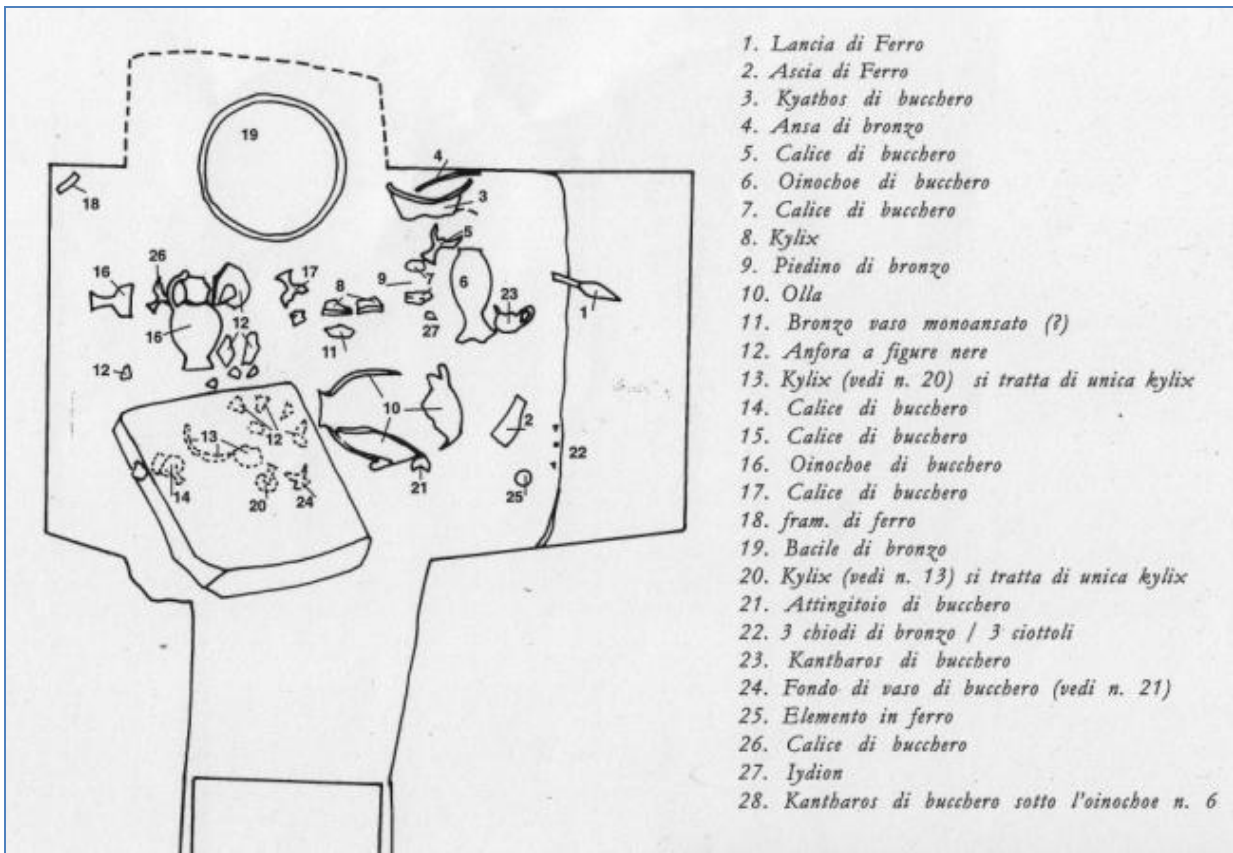 19
4
3
18
5
26
16
17
8
9
7
6
23
1
12
27
16
11
12
10
2
13
12
22
14
20
24
21
25
1. Lancia di Ferro
2. Ascia di Ferro
3. Kyathos di bucchero
4. Ansa di bronzo
5. Calice di bucchero
6. Oinochoe di bucchero
7. Calice di bucchero
8. Kylix
9. Piedino di bronzo
10. Olla
11. Bronzo vaso monoansato (?)
12. Anfora a figure nere
13. Kylix (vedi n. 20) si tratta di unica kylix
14. Calice di bucchero
15. Calice di bucchero
16. Oinochoe di bucchero
17. Calice di bucchero
18. fram. di ferro
19. Bacile di bronzo
20. Kylix (vedi n. 13) si tratta di unica kylix
21. Attingitoio di bucchero
22. 3 chiodi di bronzo / 3 ciottoli
23. Kantharos di bucchero
24. Fondo di vaso di bucchero (vedi n. 21)
25. Elemento in ferro
26. Calice di bucchero
27. lydion
28. Kantharos di bucchero sotto l'oinochoe n. 6